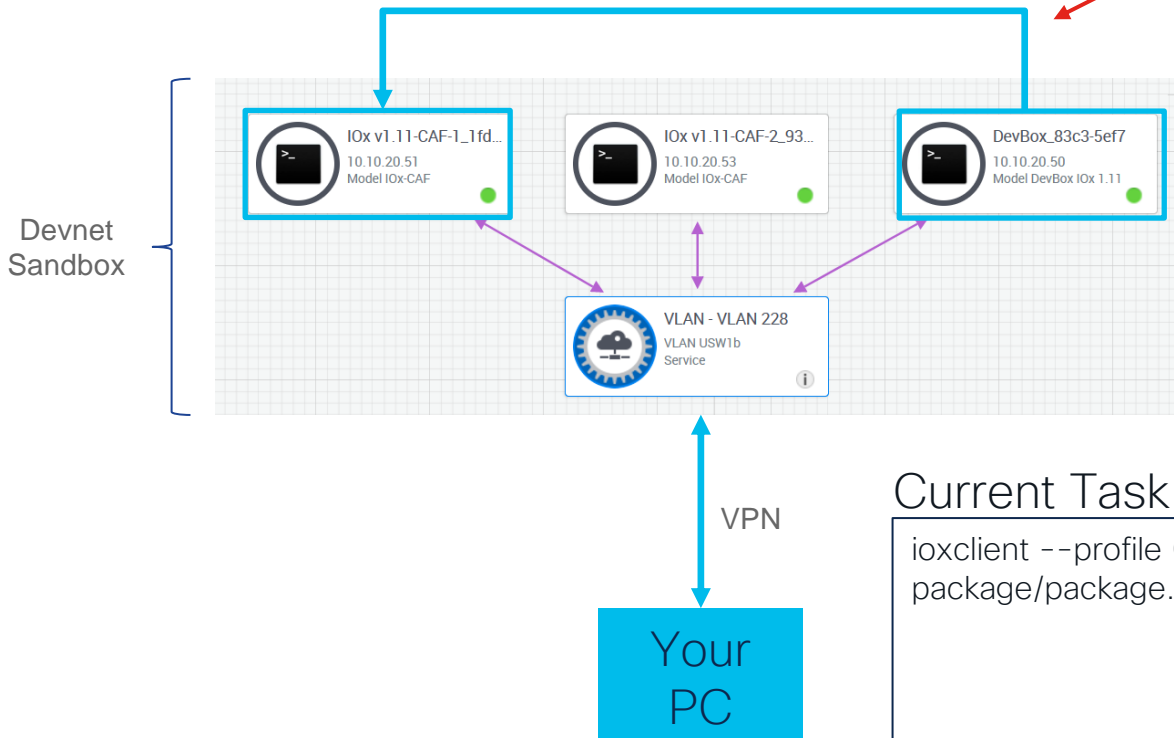 IOx v1.11-CAF-1_1fd...
10.10.20.51
Model IOx-CAF
IOx v1.11-CAF-2_93...
10.10.20.53
Model IOx-CAF
DevBox_83c3-5ef7
10.10.20.50
Model DevBox IOx 1.11
Devnet
Sandbox
VLAN - VLAN 228
VLAN USW1b
Service
i
VPN
Your
PC
Current Task
ioxclient --profile
package/package.